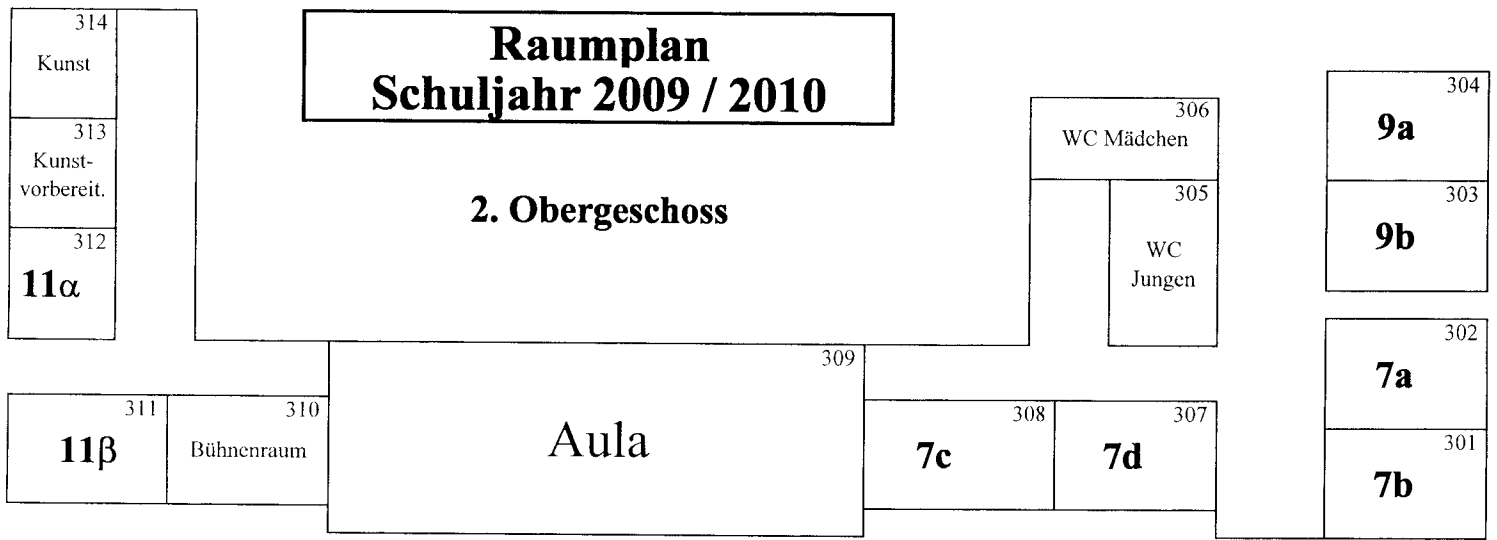 Raumplan
Schuljahr 2009 / 2010
2. Obergeschoss
314
Kunst
313
Kunst-
vorbereit.
312
11α
311
11β
310
Bühnenraum
309
Aula
308
7c
307
7d
306
WC Mädchen
305
WC
Jungen
304
9a
303
9b
302
7a
301
7b